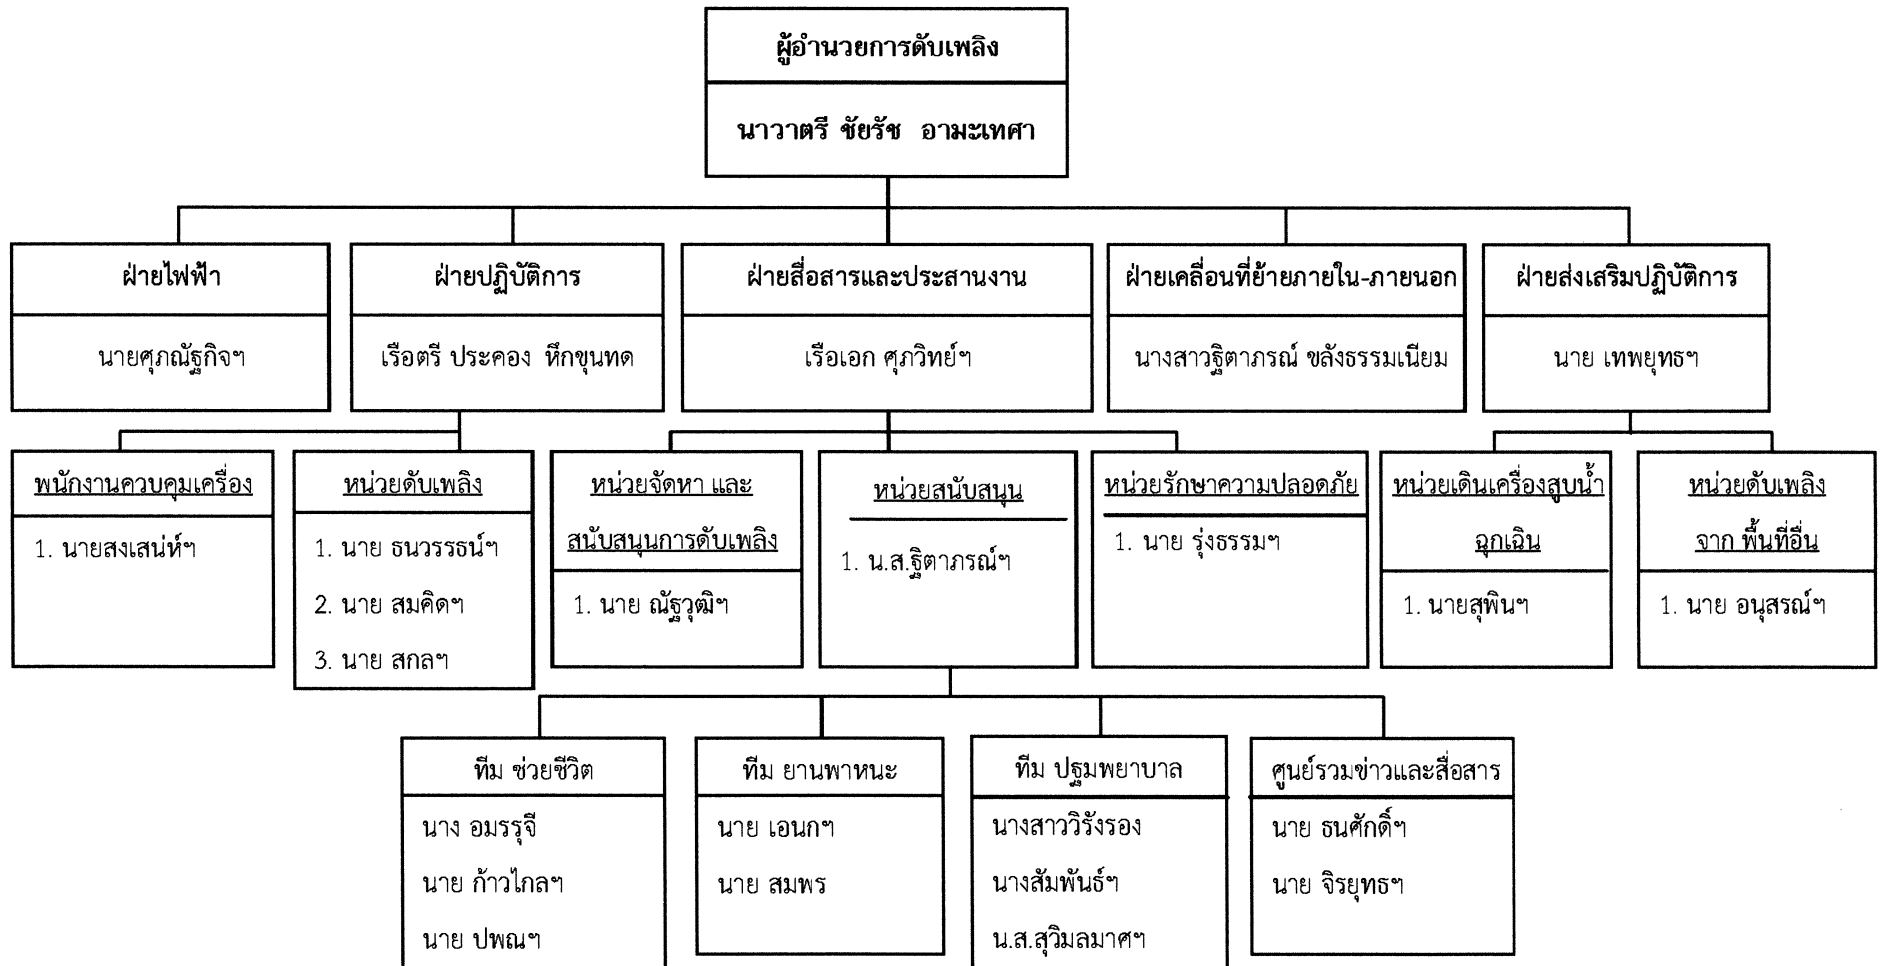 ผู้อำนวยการดับเพลิง
นาวาตรี ชัยรัช อามะเทศา
ฝ่ายไฟฟ้า
นายศุภณัฐกิจฯ
ฝ่ายปฏิบัติการ
เรือตรี ประคอง หึกขุนทด
ฝ่ายสื่อสารและประสานงาน
เรือเอก ศุภวิทย์ฯ
ฝ่ายเคลื่อนที่ย้ายภายใน-ภายนอก
นางสาวฐิตาภรณ์ ขลังธรรมเนียม
ฝ่ายส่งเสริมปฏิบัติการ
นาย เทพยุทธฯ
พนักงานควบคุมเครื่อง
1. นายสงเสน่ห์ฯ
หน่วยดับเพลิง
1. นาย ธนวรรธน์ฯ
2. นาย สมคิดฯ
3. นาย สกลฯ
หน่วยจัดหา และ
สนับสนุนการดับเพลิง
1. นาย ณัฐวุฒิฯ
หน่วยสนับสนุน
1. น.ส.ฐิตาภรณ์ฯ
หน่วยรักษาความปลอดภัย
1. นาย รุ่งธรรมฯ
หน่วยเดินเครื่องสูบน้ำ
ฉุกเฉิน
1. นายสุพินฯ
หน่วยดับเพลิง
จาก พื้นที่อื่น
1. นาย อนุสรณ์ฯ
ทีม ช่วยชีวิต
นาง อมรรุจี
นาย ก้าวไกลฯ
นาย ปพณฯ
ทีม ยานพาหนะ
นาย เอนกฯ
นาย สมพร
ทีม ปฐมพยาบาล
นางสาววิรังรอง
นางสัมพันธ์ฯ
น.ส.สุวิมลมาศฯ
ศูนย์รวมข่าวและสื่อสาร
นาย ธนศักดิ์ฯ
นาย จิรยุทธฯ